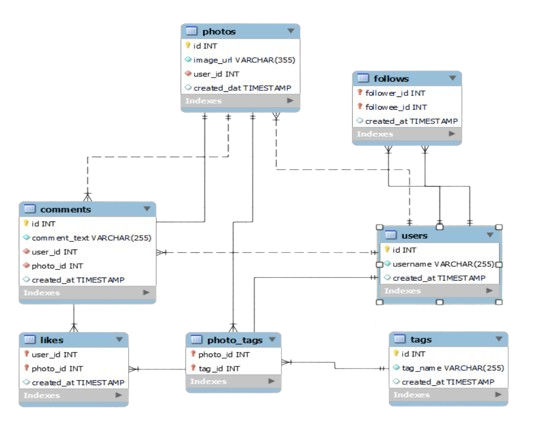 photos
id INT
image_url VARCHAR(355)
user_id INT
created_dat TIMESTAMP
Indexes
follows
follower_id INT
followee_id INT
created_at TIMESTAMP
Indexes
comments
id INT
comment_text VARCHAR(255)
user_id INT
photo_id INT
created_at TIMESTAMP
Indexes
users
id INT
username VARCHAR(255)
created_at TIMESTAMP
Indexes
likes
user_id INT
photo_id INT
created_at TIMESTAMP
Indexes
photo_tags
photo_id INT
tag_id INT
Indexes
tags
id INT
tag_name VARCHAR(255)
created_at TIMESTAMP
Indexes